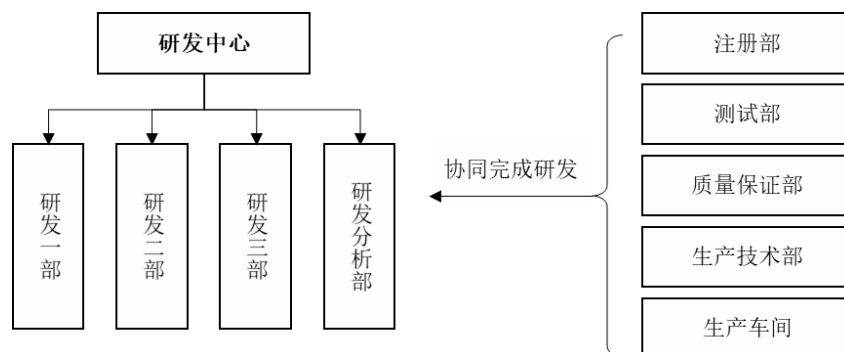 研发中心
研发一部
研发二部
研发三部
研发分析部
协同完成研发
注册部
测试部
质量保证部
生产技术部
生产车间